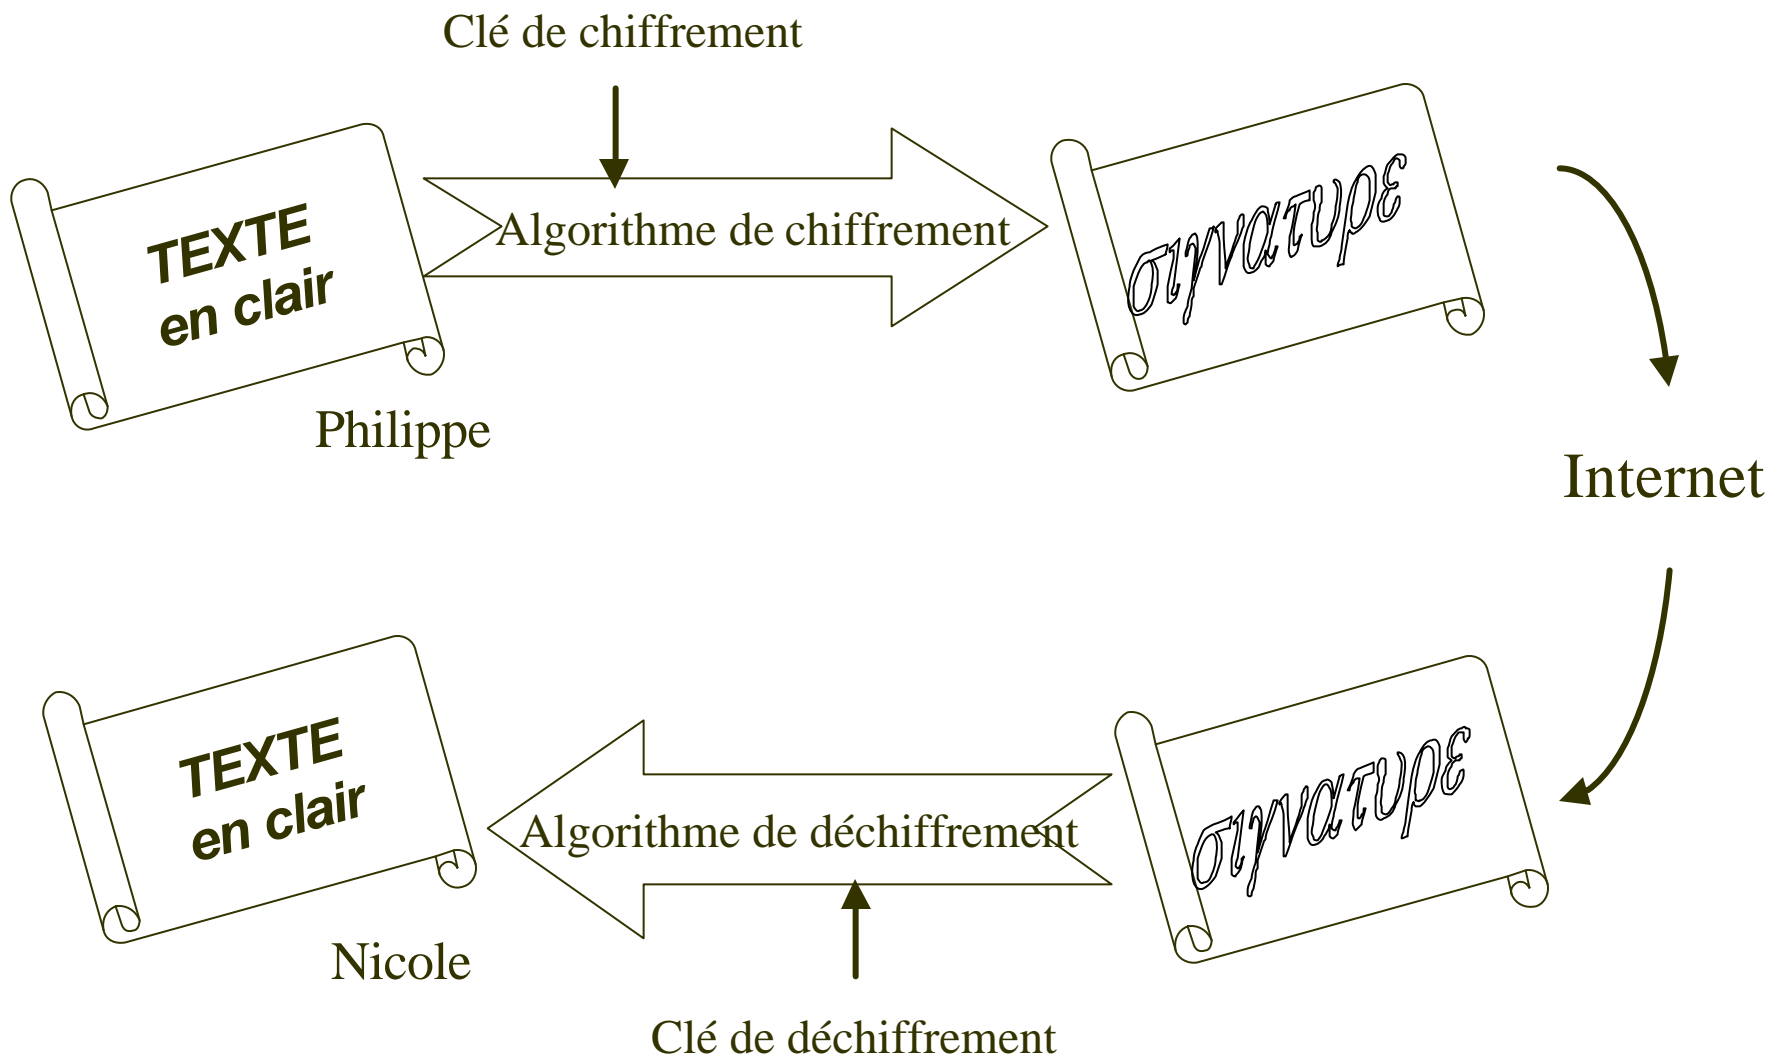 Clé de chiffrement
TEXTE
en clair
Algorithme de chiffrement
σιγνατυρε
Philippe
Internet
TEXTE
en clair
Algorithme de déchiffrement
σιγνατυρε
Nicole
Clé de déchiffrement